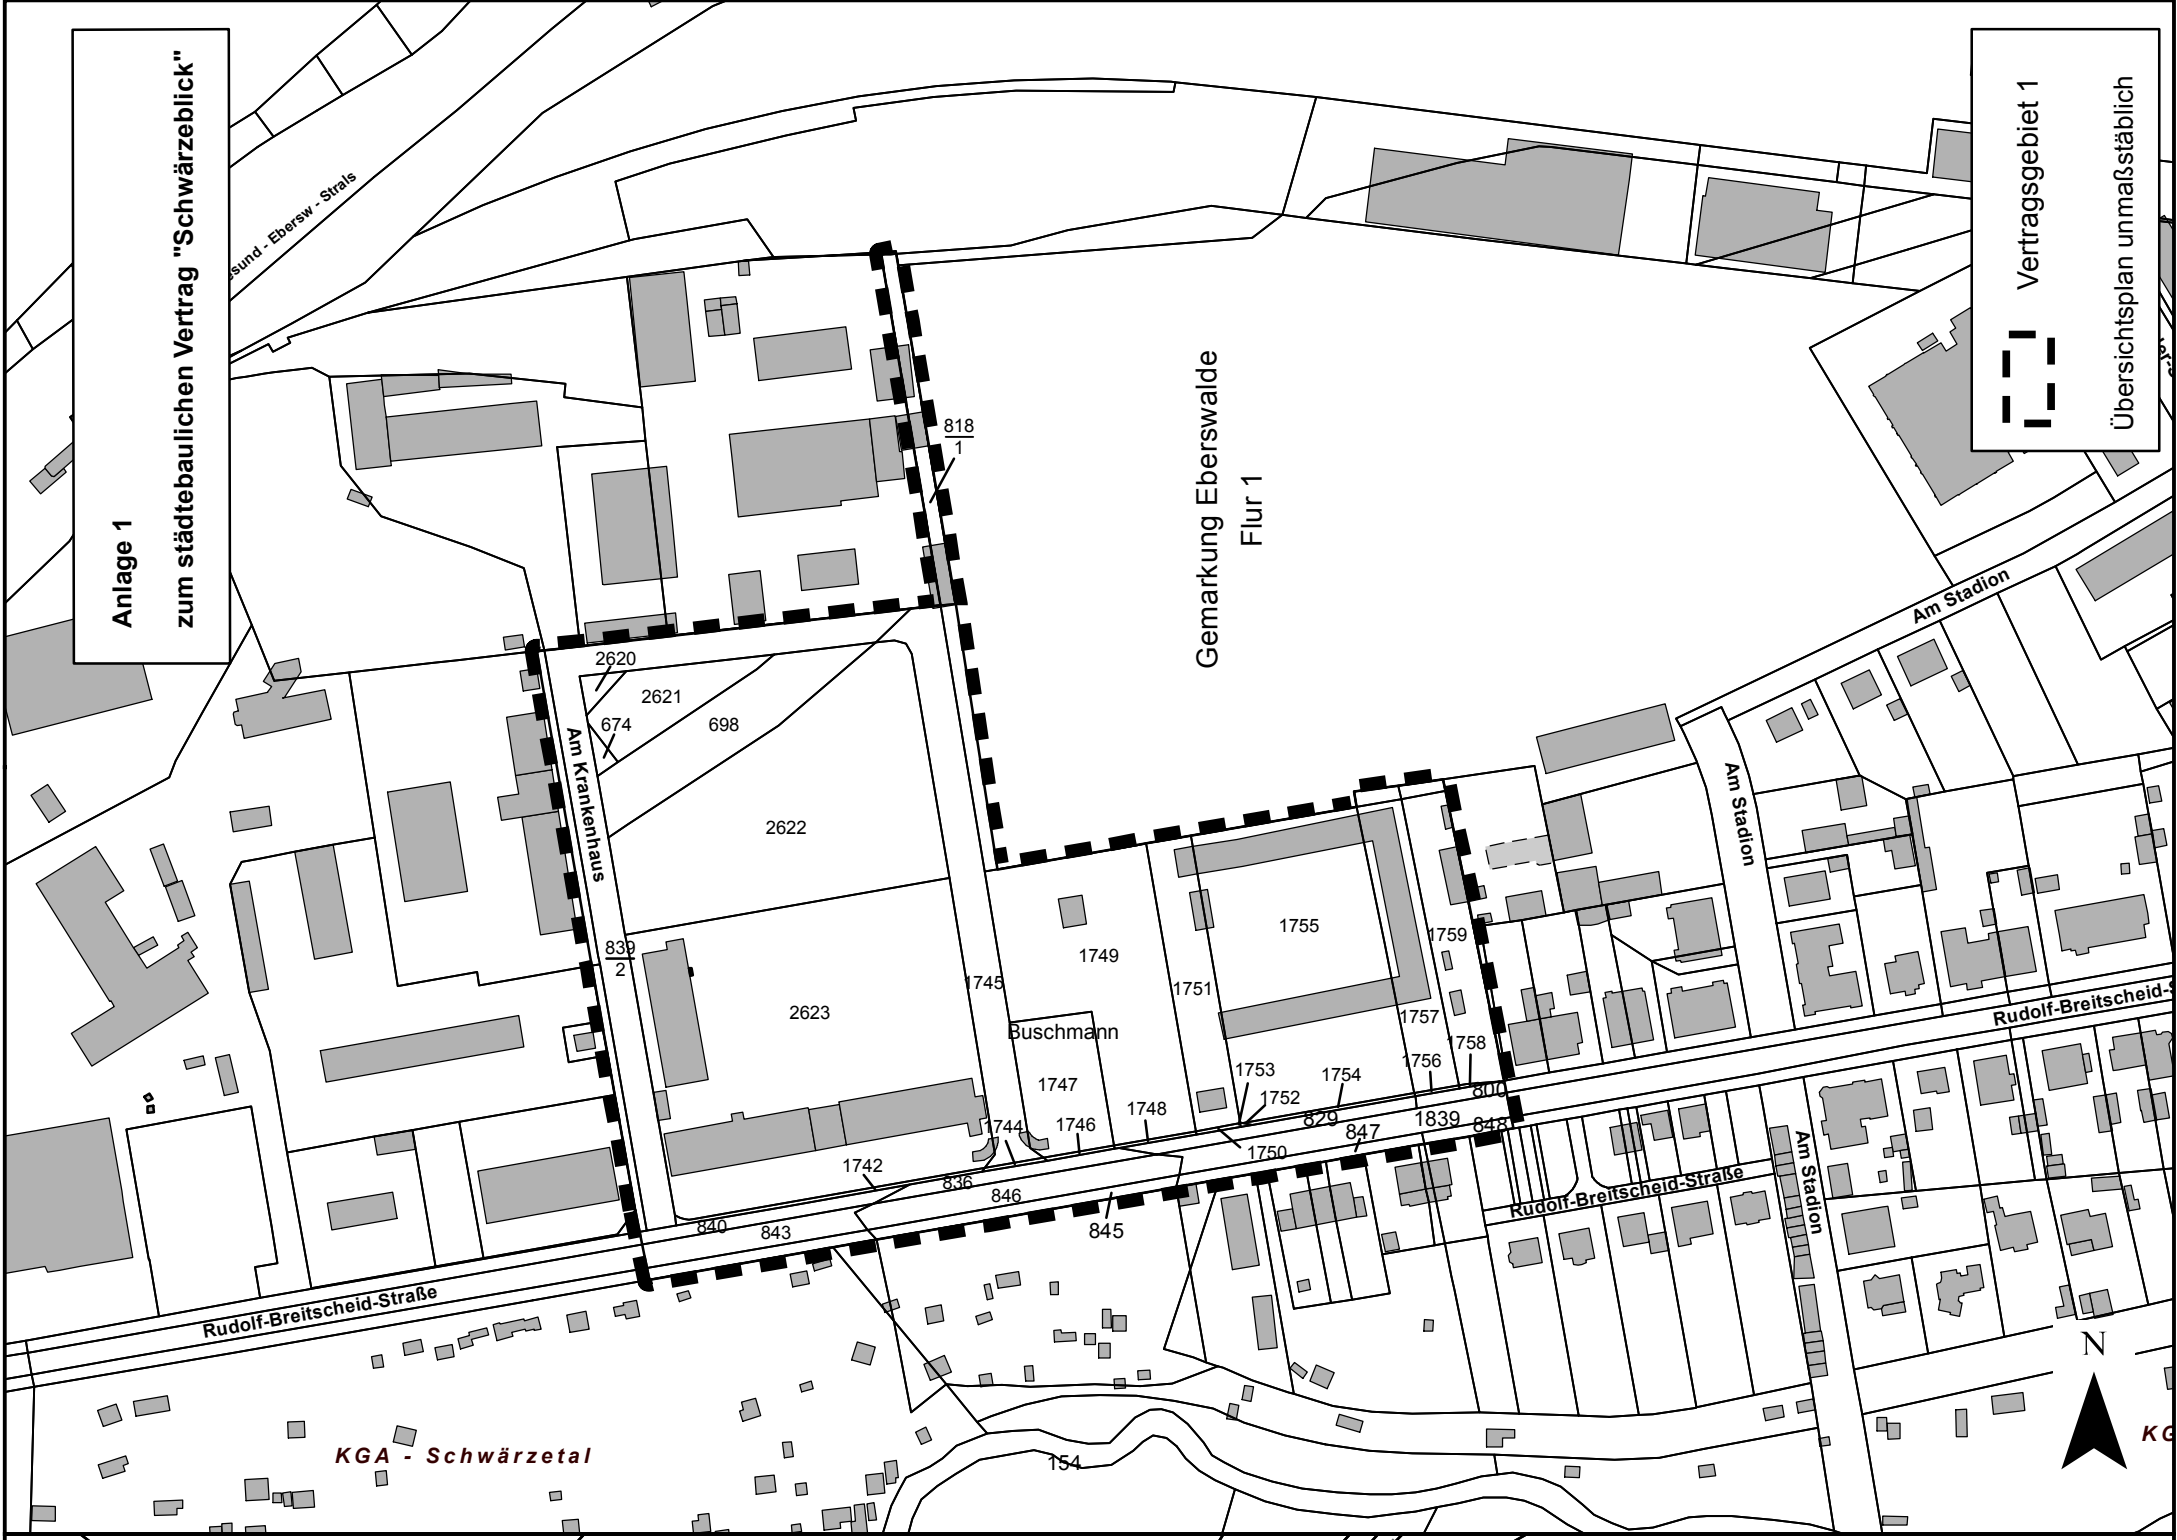 Anlage 1
zum städtebaulichen Vertrag "Schwärzeblick"
Vertragsgebiet 1
Übersichtsplan unmaßstäblich
sund - Ebersw - Strals
818
1
Gemarkung Eberswalde
Flur 1
Am Stadion
2620
2621
674
698
Am Krankenhaus
2622
Am Stadion
839
2
1755
1759
1749
1745
1751
2623
Buschmann
1757
Rudolf-Breitscheid-S
1758
1753
1756
1754
1747
1752
800
1748
829
1839
848
1744
1746
847
1750
1742
836
846
845
840
843
Rudolf-Breitscheid-Straße
Am Stadion
Rudolf-Breitscheid-Straße
N
KGA - Schwärzetal
154
KG